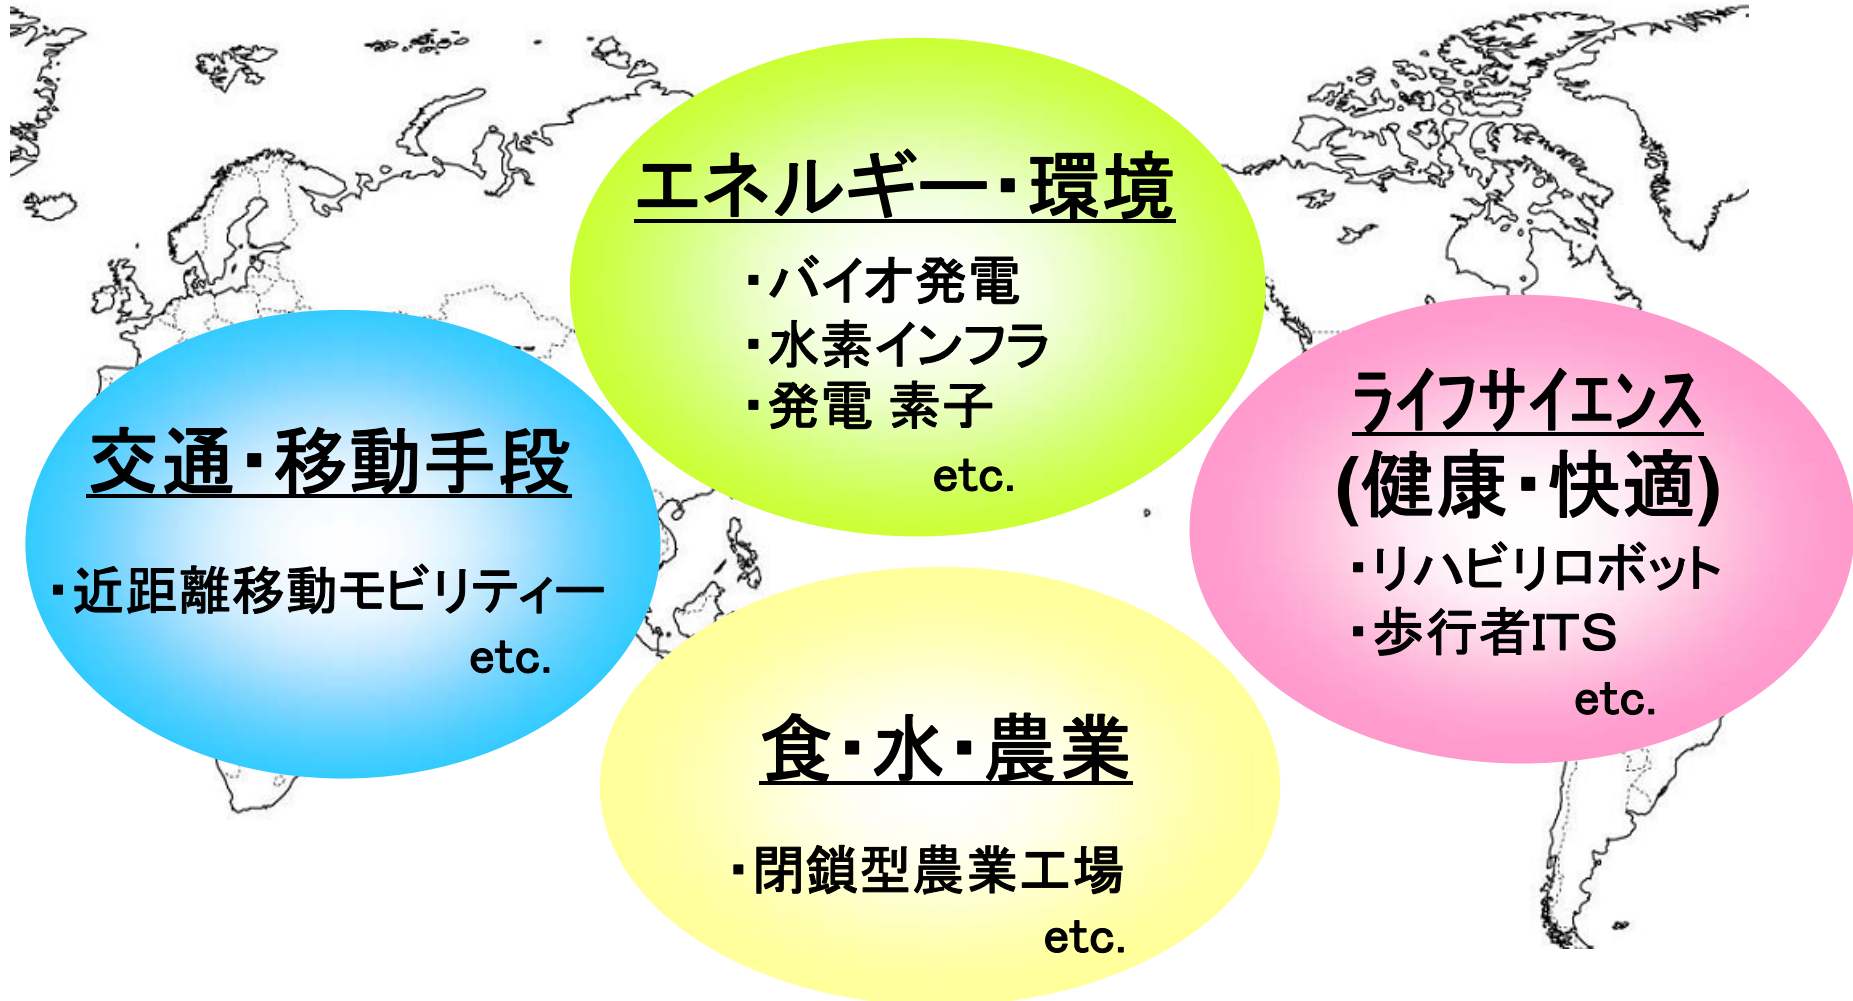 エネルギー・環境
・バイオ発電
・水素インフラ
・発電 素子
etc.
交通・移動手段
・近距離移動モビリティー
etc.
ライフサイエンス
(健康・快適)
・リハビリロボット
・歩行者ITS
etc.
食・水・農業
・閉鎖型農業工場
etc.